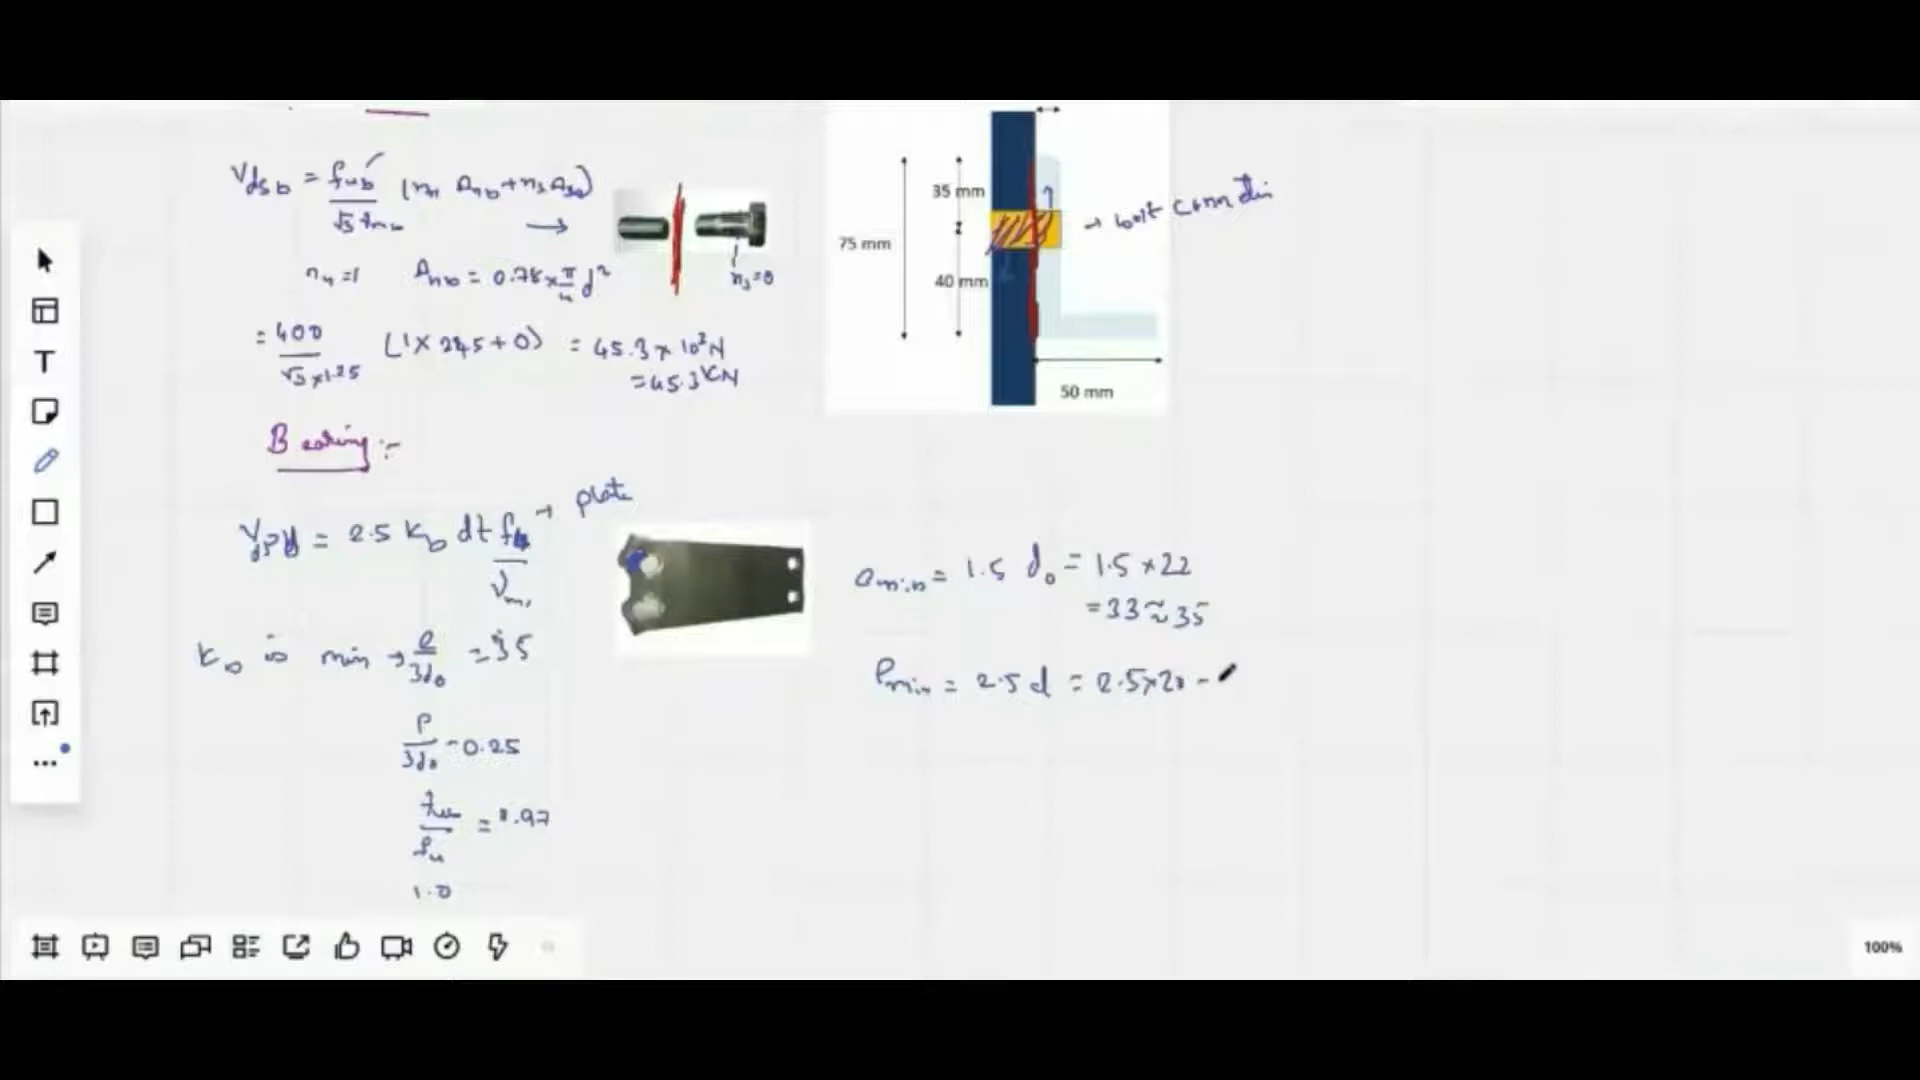 Vdsb = fub / √3 γmb (nn Anb + ns Asb)
nn = 1 Anb = 0.78 × π/4 d²
ns = 0
= 400 / √3 × 1.25 (1 × 245 + 0) = 45.3 × 10³ N
= 45.3 KN
35 mm
75 mm
40 mm
50 mm
→ bolt
Bearing :-
Vdpb = 2.5 Kb dt fu / γm1 → plate
Kb is min → e / 3d0 = 35
P / 3d0 - 0.25
fub / fu = 0.97
1.0
emin = 1.5 d0 = 1.5 × 22
= 33 ≈ 35
Pmin = 2.5 d = 2.5 × 20 -
T
100%